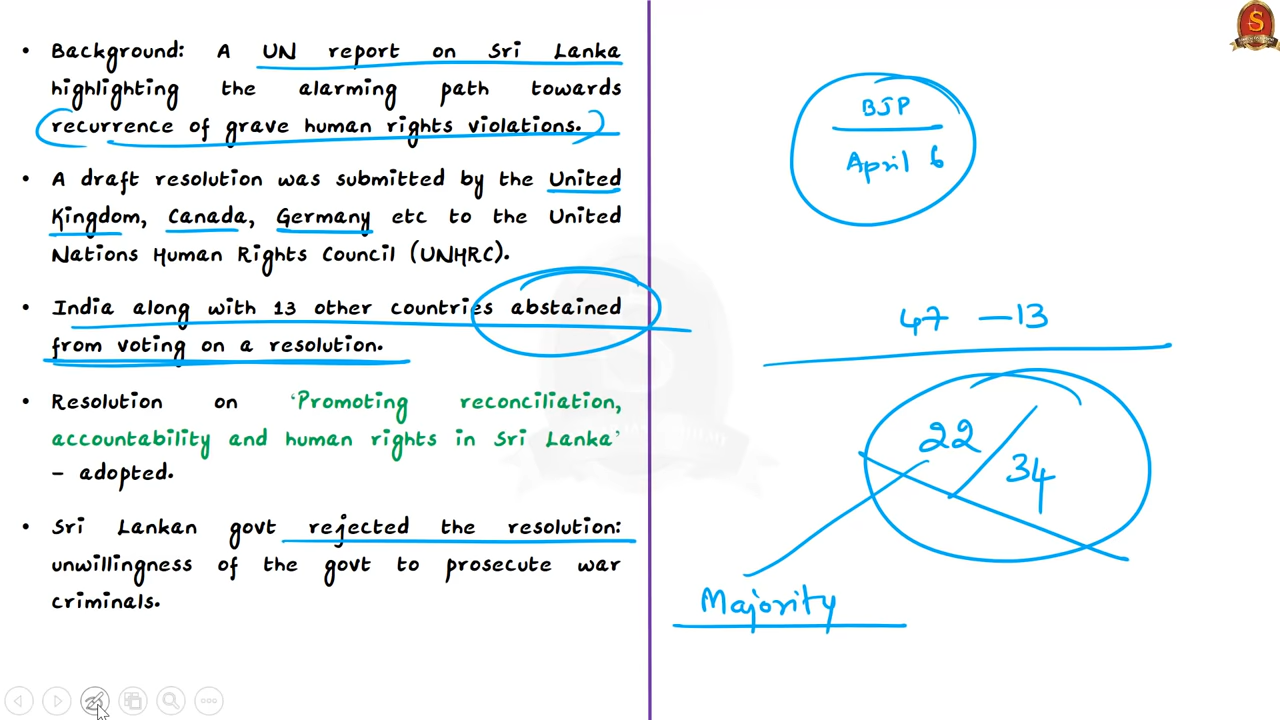 • Background: A UN report on Sri Lanka
highlighting the alarming path towards
recurrence of grave human rights violations.
• A draft resolution was submitted by the United
Kingdom, Canada, Germany etc to the United
Nations Human Rights Council (UNHRC).
• India along with 13 other countries abstained
from voting on a resolution.
• Resolution on 'Promoting reconciliation,
accountability and human rights in Sri Lanka'
- adopted.
• Sri Lankan govt rejected the resolution:
unwillingness of the govt to prosecute war
criminals.
BJP
April 6
47 - 13
22 / 34
Majority